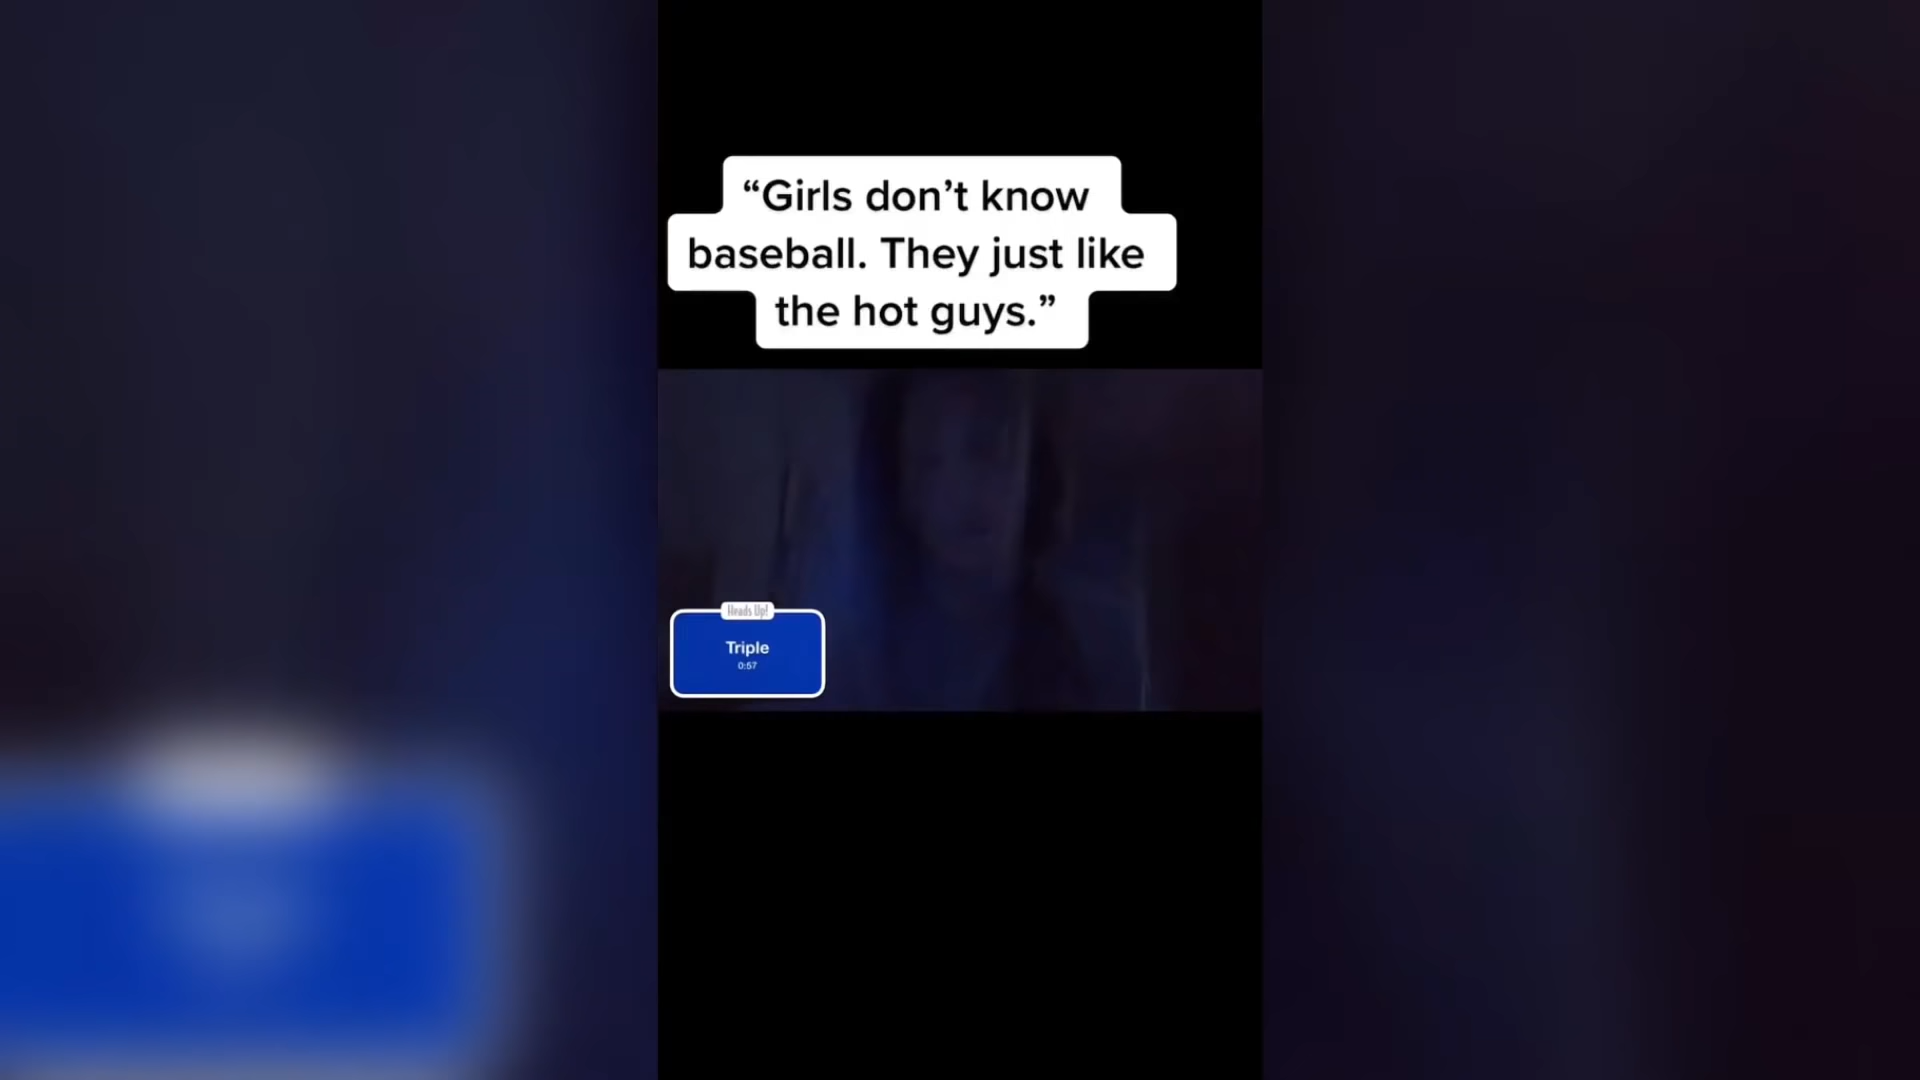 “Girls don’t know
baseball. They just like
the hot guys.”
Heads Up!
Triple
0:57